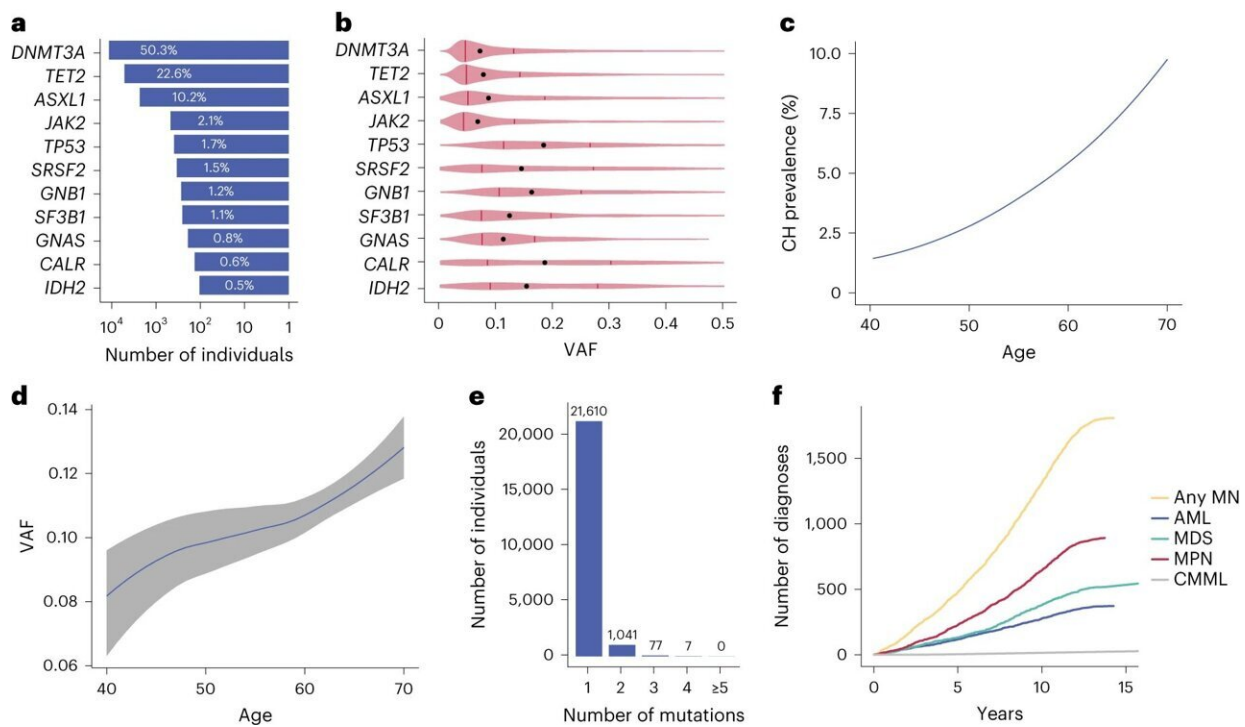 a
DNMT3A 50.3%
TET2 22.6%
ASXL1 10.2%
JAK2 2.1%
TP53 1.7%
SRSF2 1.5%
GNB1 1.2%
SF3B1 1.1%
GNAS 0.8%
CALR 0.6%
IDH2 0.5%
10⁴ 10³ 10² 10 1
Number of individuals
b
DNMT3A
TET2
ASXL1
JAK2
TP53
SRSF2
GNB1
SF3B1
GNAS
CALR
IDH2
0 0.1 0.2 0.3 0.4 0.5
VAF
c
CH prevalence (%)
10.0
7.5
5.0
2.5
0
40 50 60 70
Age
d
VAF
0.14
0.12
0.10
0.08
0.06
40 50 60 70
Age
e
Number of individuals
20,000
15,000
10,000
5,000
0
21,610
1,041 77 7 0
1 2 3 4 ≥5
Number of mutations
f
Number of diagnoses
1,500
1,000
500
0
0 5 10 15
Years
Any MN
AML
MDS
MPN
CMML